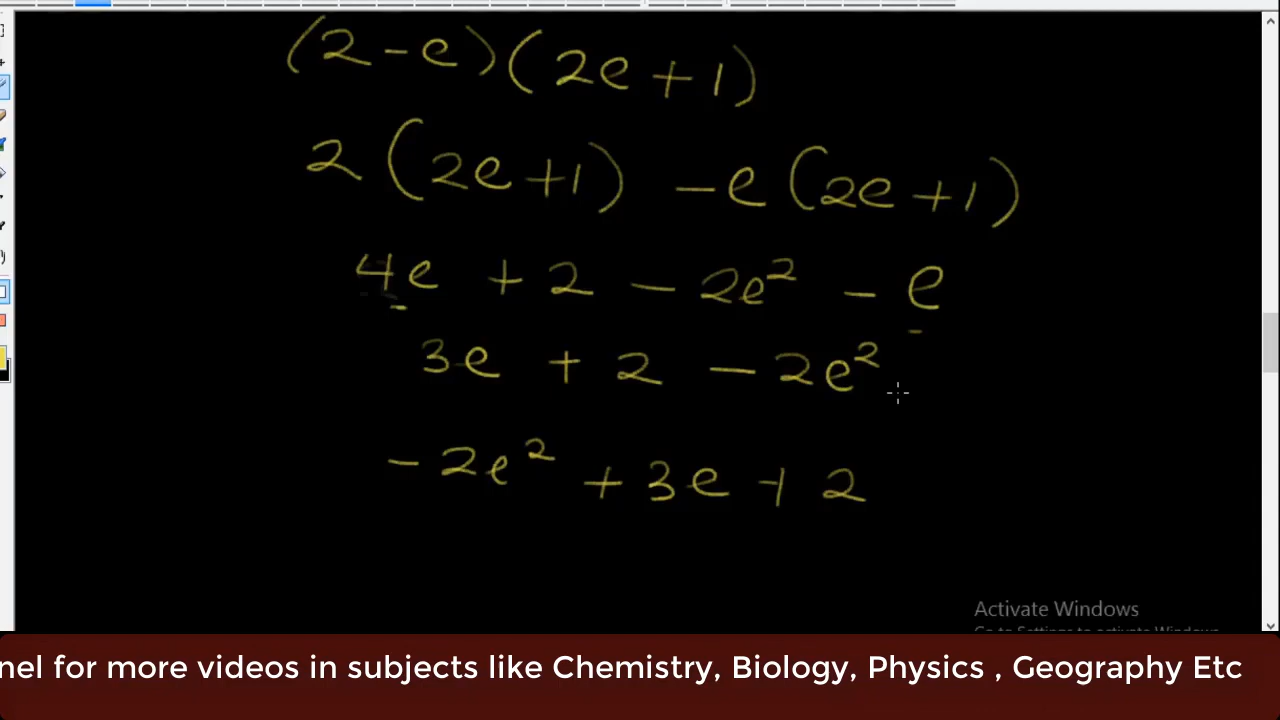 (2-e)(2e+1)
2(2e+1) -e(2e+1)
4e + 2 - 2e² - e
3e + 2 - 2e²
-2e² + 3e + 2
Activate Windows
nel for more videos in subjects like Chemistry, Biology, Physics , Geography Etc